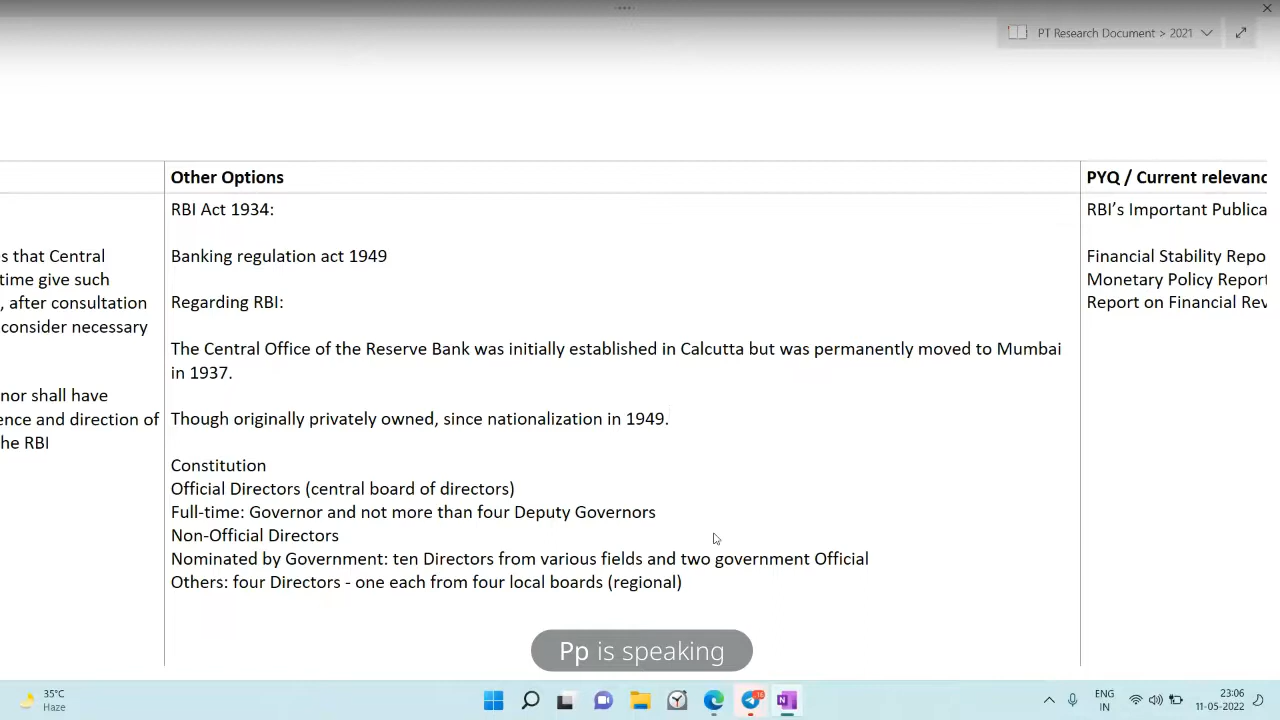 PT Research Document > 2021
Other Options
PYQ / Current relevanc
RBI Act 1934:
RBI's Important Publica
s that Central
Banking regulation act 1949
Financial Stability Repo
time give such
Monetary Policy Report
, after consultation
Regarding RBI:
Report on Financial Rev
consider necessary
The Central Office of the Reserve Bank was initially established in Calcutta but was permanently moved to Mumbai
in 1937.
nor shall have
ence and direction of
Though originally privately owned, since nationalization in 1949.
he RBI
Constitution
Official Directors (central board of directors)
Full-time: Governor and not more than four Deputy Governors
Non-Official Directors
Nominated by Government: ten Directors from various fields and two government Official
Others: four Directors - one each from four local boards (regional)
Pp is speaking
35°C
Haze
16
ENG
IN
23:06
11-05-2022